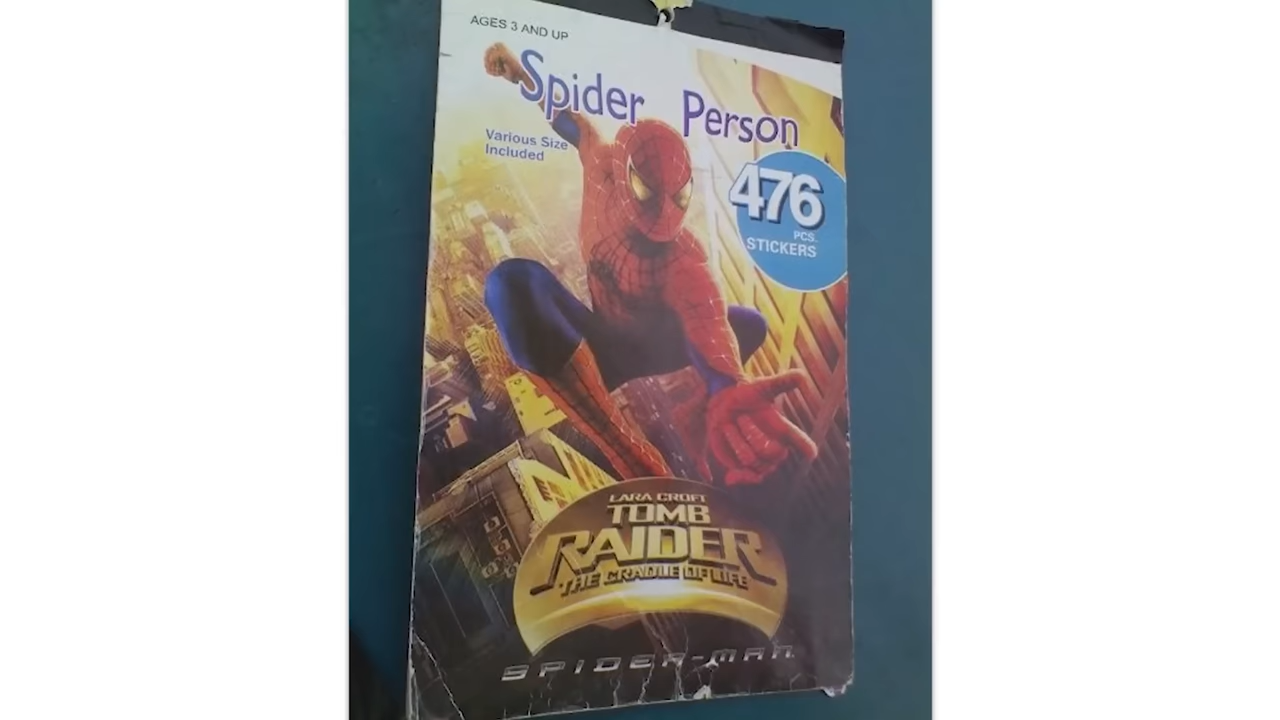 AGES 3 AND UP
Spider Person
Various Size
Included
476
PCS.
STICKERS
LARA CROFT
TOMB
RAIDER
THE CRADLE OF LIFE
SPIDER-MAN